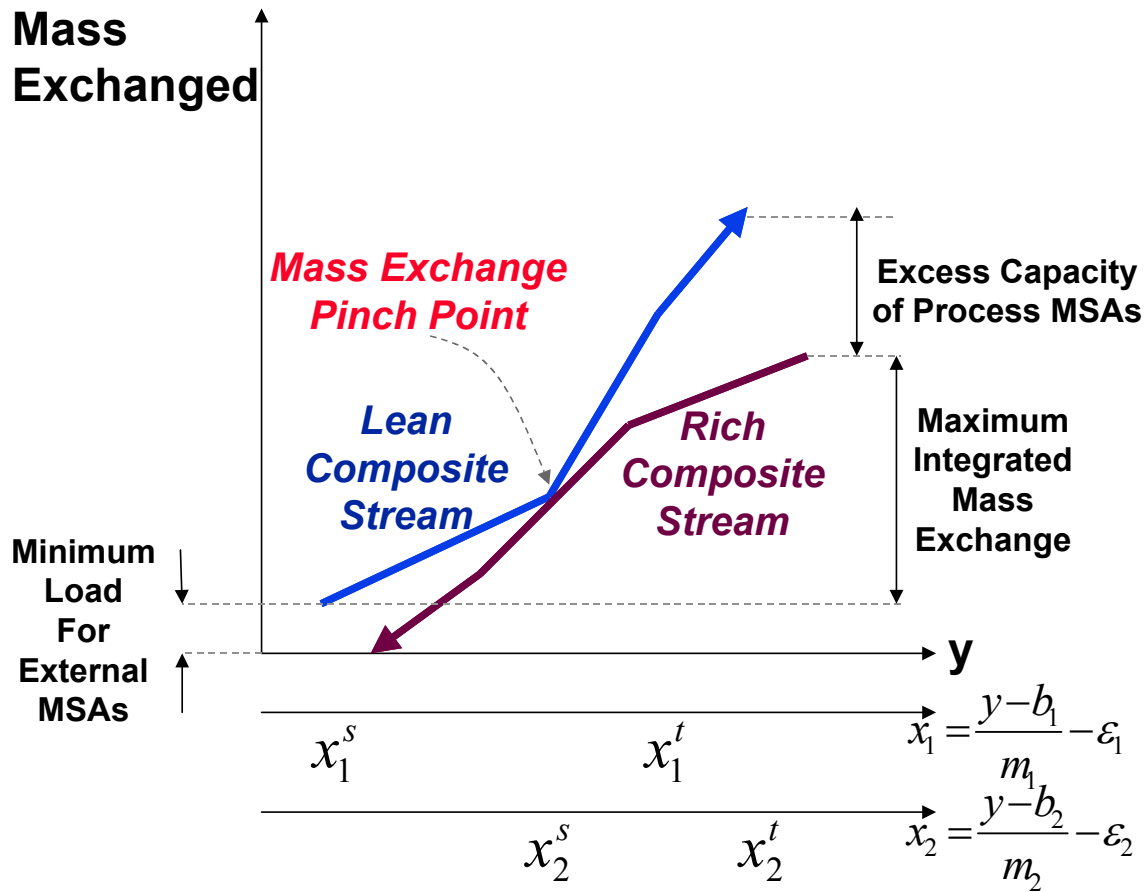 Mass
Exchanged
Mass Exchange
Pinch Point
Excess Capacity
of Process MSAs
Lean
Composite
Stream
Rich
Composite
Stream
Maximum
Integrated
Mass
Exchange
Minimum
Load
For
External
MSAs
y
x_1^s x_1^t x_1 = \frac{y-b_1}{m_1} - ε_1
x_2^s x_2^t x_2 = \frac{y-b_2}{m_2} - ε_2